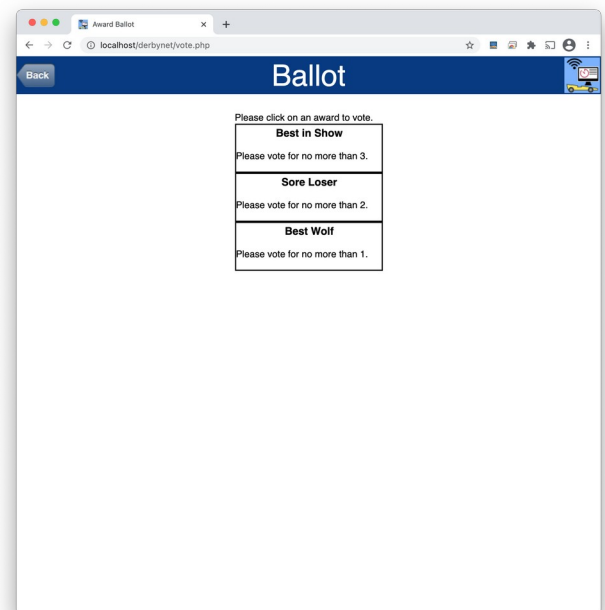 Award Ballot
localhost/derbynet/vote.php
Back
Ballot
Please click on an award to vote.
Best in Show
Please vote for no more than 3.
Sore Loser
Please vote for no more than 2.
Best Wolf
Please vote for no more than 1.